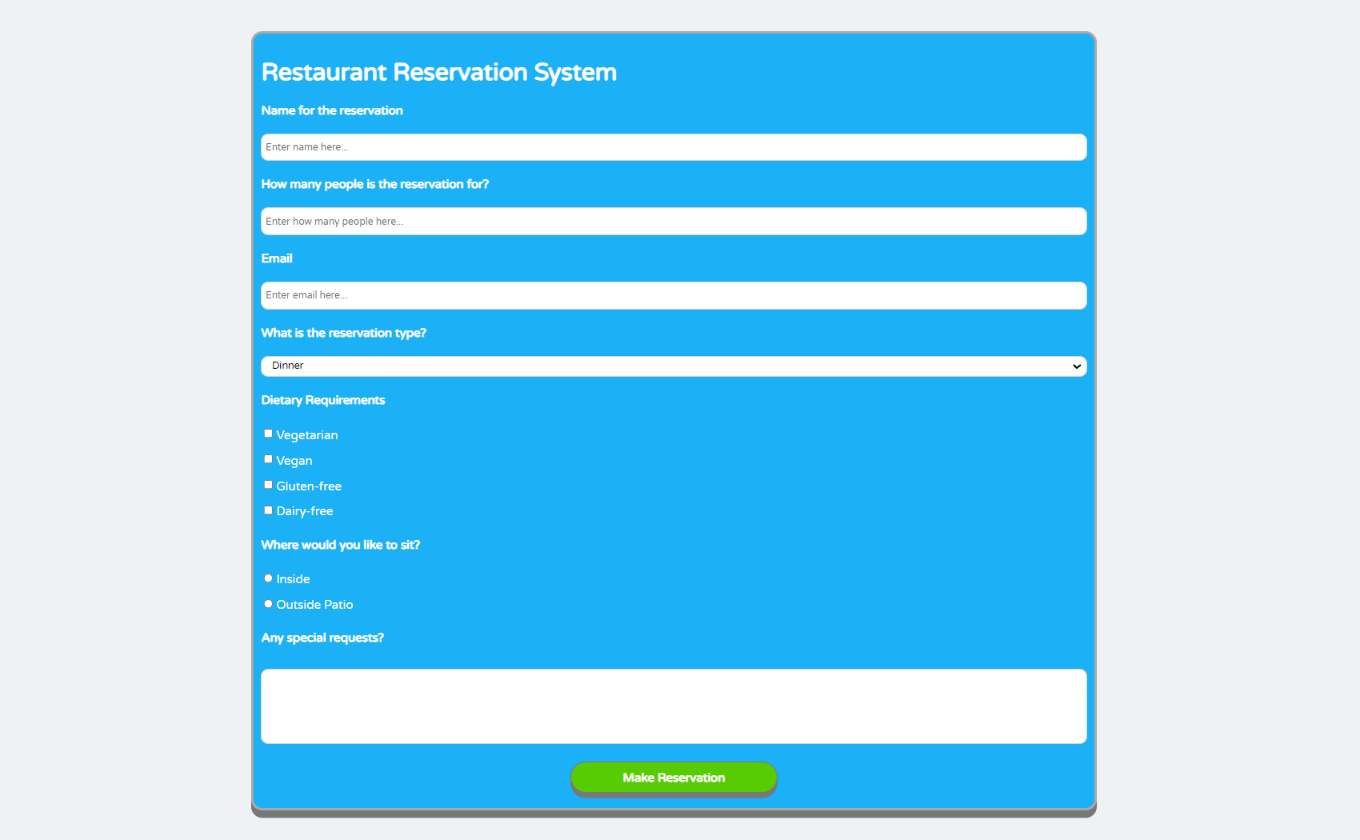 Restaurant Reservation System
Name for the reservation
Enter name here...
How many people is the reservation for?
Enter how many people here...
Email
Enter email here...
What is the reservation type?
Dinner
Dietary Requirements
Vegetarian
Vegan
Gluten-free
Dairy-free
Where would you like to sit?
Inside
Outside Patio
Any special requests?
Make Reservation